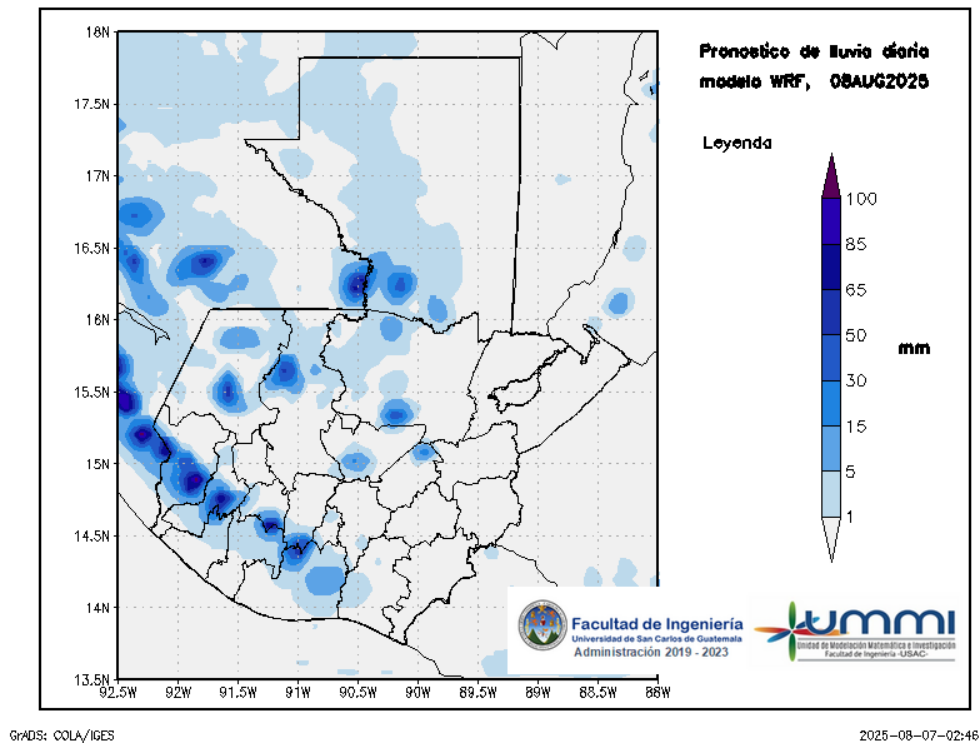 Pronostico de lluvia diaria
modelo WRF, 08AUG2025
Leyenda
100
85
65
50
30
15
5
1
mm
18N
17.5N
17N
16.5N
16N
15.5N
15N
14.5N
14N
13.5N
92.5W 92W 91.5W 91W 90.5W 90W 89.5W 89W 88.5W 88W
Facultad de Ingeniería
Universidad de San Carlos de Guatemala
Administración 2019 - 2023
ummi
Unidad de Modelación Matemática e Investigación
Facultad de Ingeniería -USAC-
GrADS: COLA/IGES
2025-08-07-02:46